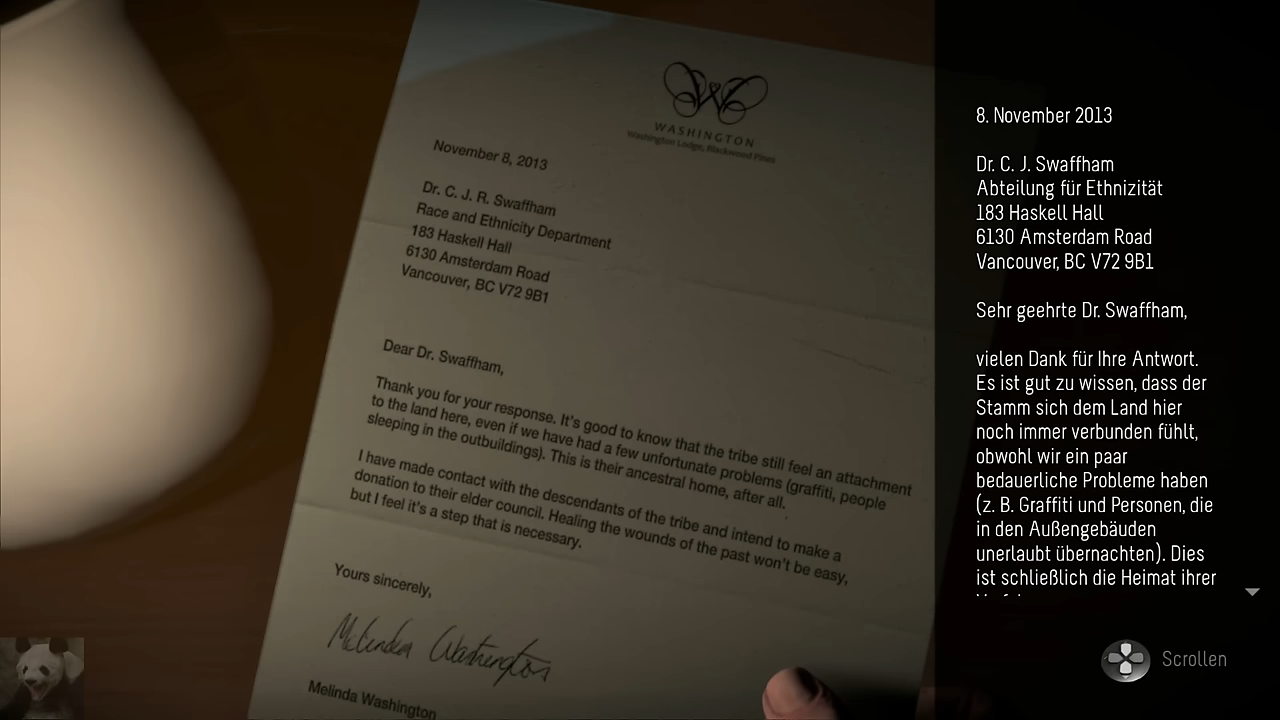 W
WASHINGTON
Washington Lodge, Blackwood Pines
November 8, 2013
Dr. C. J. R. Swaffham
Race and Ethnicity Department
183 Haskell Hall
6130 Amsterdam Road
Vancouver, BC V72 9B1
Dear Dr. Swaffham,
Thank you for your response. It's good to know that the tribe still feel an attachment
to the land here, even if we have had a few unfortunate problems (graffiti, people
sleeping in the outbuildings). This is their ancestral home, after all.
I have made contact with the descendants of the tribe and intend to make a
donation to their elder council. Healing the wounds of the past won't be easy,
but I feel it's a step that is necessary.
Yours sincerely,
Melinda Washington
Melinda Washington
8. November 2013
Dr. C. J. Swaffham
Abteilung für Ethnizität
183 Haskell Hall
6130 Amsterdam Road
Vancouver, BC V72 9B1
Sehr geehrte Dr. Swaffham,
vielen Dank für Ihre Antwort.
Es ist gut zu wissen, dass der
Stamm sich dem Land hier
noch immer verbunden fühlt,
obwohl wir ein paar
bedauerliche Probleme haben
(z. B. Graffiti und Personen, die
in den Außengebäuden
unerlaubt übernachten). Dies
ist schließlich die Heimat ihrer
Scrollen